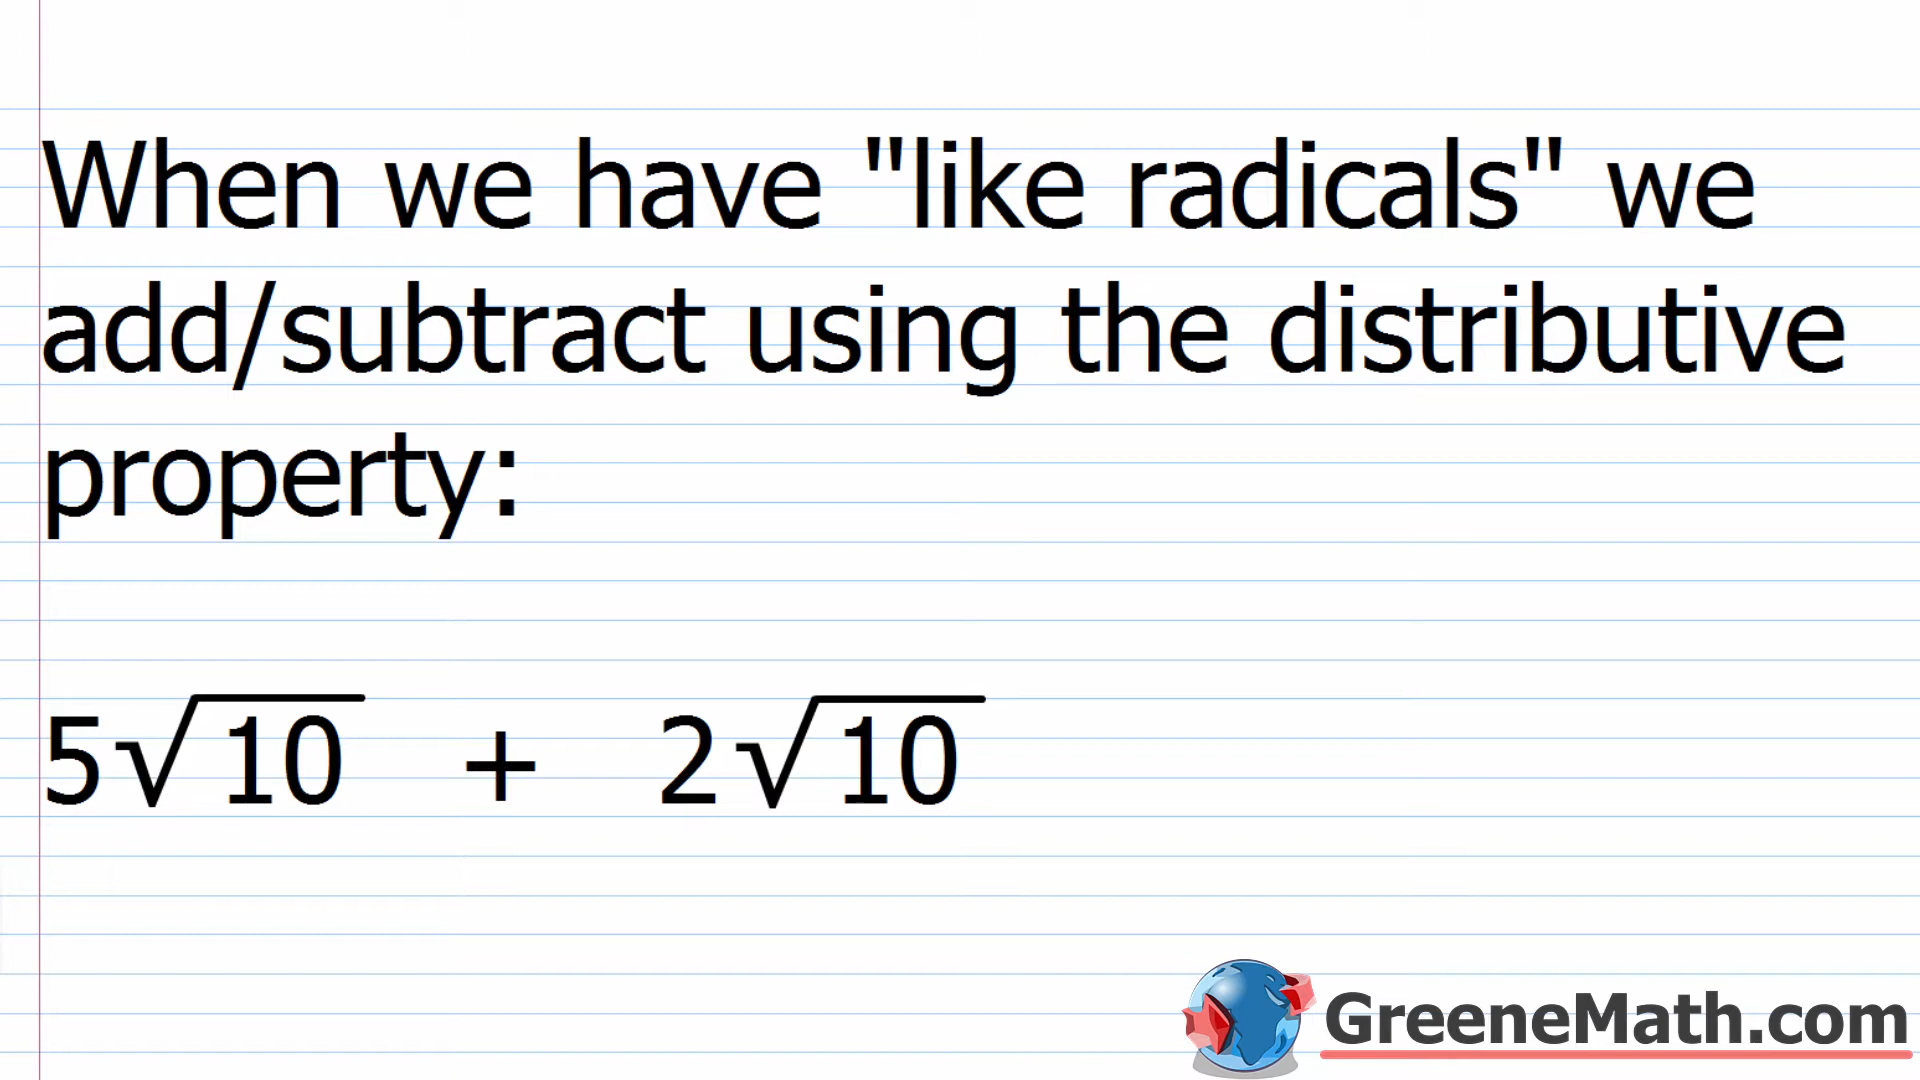 When we have "like radicals" we
add/subtract using the distributive
property:
5√10 + 2√10
GreeneMath.com